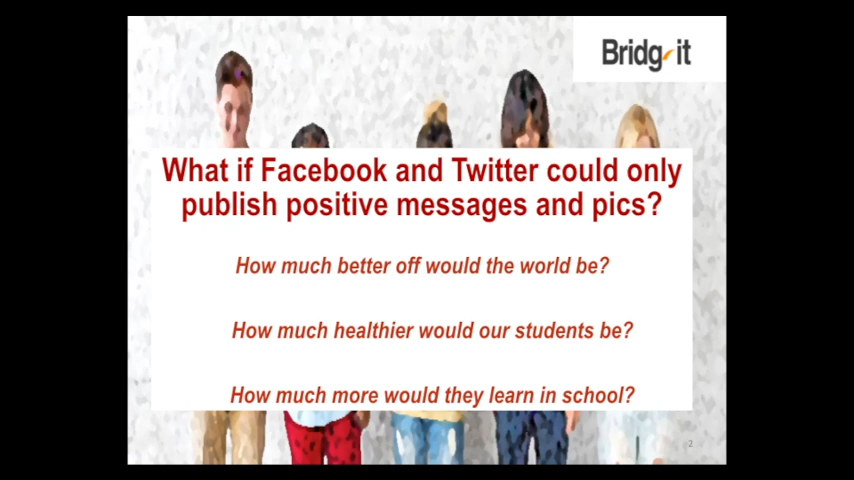 Bridg-it
What if Facebook and Twitter could only
publish positive messages and pics?
How much better off would the world be?
How much healthier would our students be?
How much more would they learn in school?
2